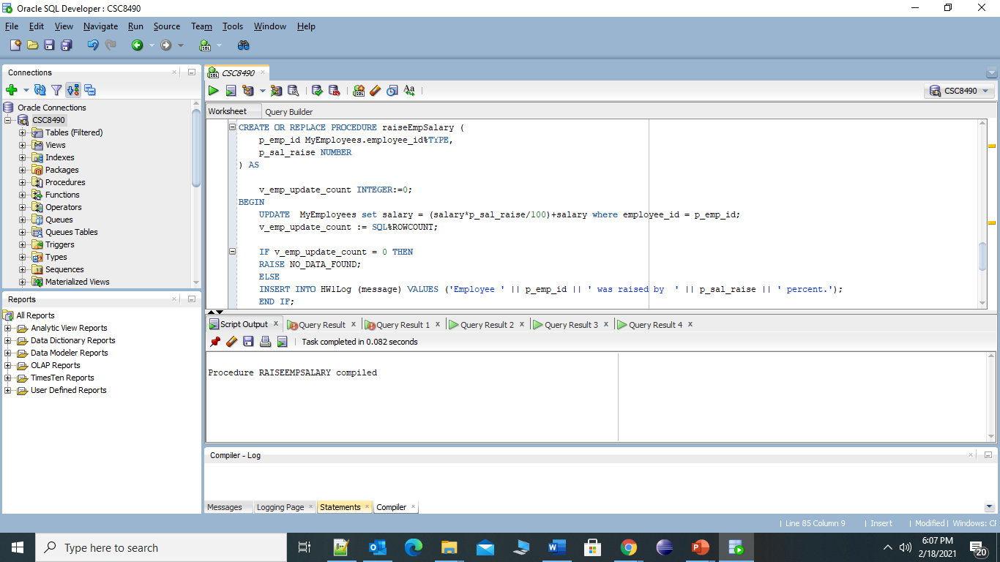 Oracle SQL Developer : CSC8490
File Edit View Navigate Run Source Team Tools Window Help
Connections
Oracle Connections
CSC8490
Tables (Filtered)
Views
Indexes
Packages
Procedures
Functions
Operators
Queues
Queues Tables
Triggers
Types
Sequences
Materialized Views
Reports
All Reports
Analytic View Reports
Data Dictionary Reports
Data Modeler Reports
OLAP Reports
TimesTen Reports
User Defined Reports
CSC8490
CSC8490
Worksheet Query Builder
CREATE OR REPLACE PROCEDURE raiseEmpSalary (
p_emp_id MyEmployees.employee_id%TYPE,
p_sal_raise NUMBER
) AS
v_emp_update_count INTEGER:=0;
BEGIN
UPDATE  MyEmployees set salary = (salary*p_sal_raise/100)+salary where employee_id = p_emp_id;
v_emp_update_count := SQL%ROWCOUNT;
IF v_emp_update_count = 0 THEN
RAISE NO_DATA_FOUND;
ELSE
INSERT INTO HW1Log (message) VALUES ('Employee ' || p_emp_id || ' was raised by  ' || p_sal_raise || ' percent.');
END IF;
Script Output Query Result Query Result 1 Query Result 2 Query Result 3 Query Result 4
Task completed in 0.082 seconds
Procedure RAISEEMPSALARY compiled
Compiler - Log
Messages Logging Page Statements Compiler
Line 85 Column 9 | Insert | Modified | Windows: CF
Type here to search
6:07 PM
2/18/2021
20